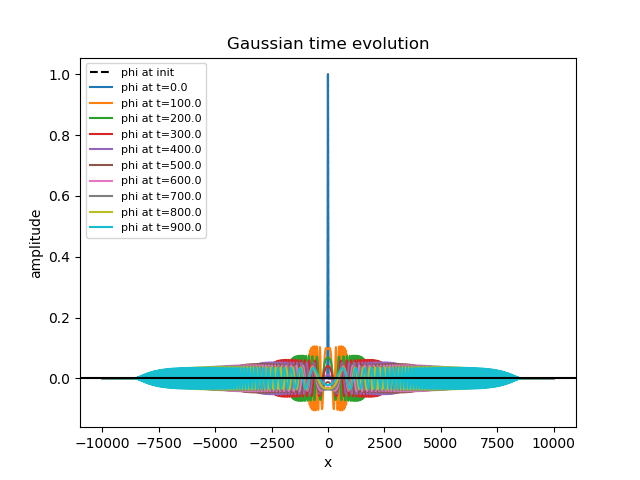 Gaussian time evolution
phi at init
phi at t=0.0
phi at t=100.0
phi at t=200.0
phi at t=300.0
phi at t=400.0
phi at t=500.0
phi at t=600.0
phi at t=700.0
phi at t=800.0
phi at t=900.0
1.0
0.8
0.6
0.4
0.2
0.0
amplitude
−10000 −7500 −5000 −2500 0 2500 5000 7500 10000
x